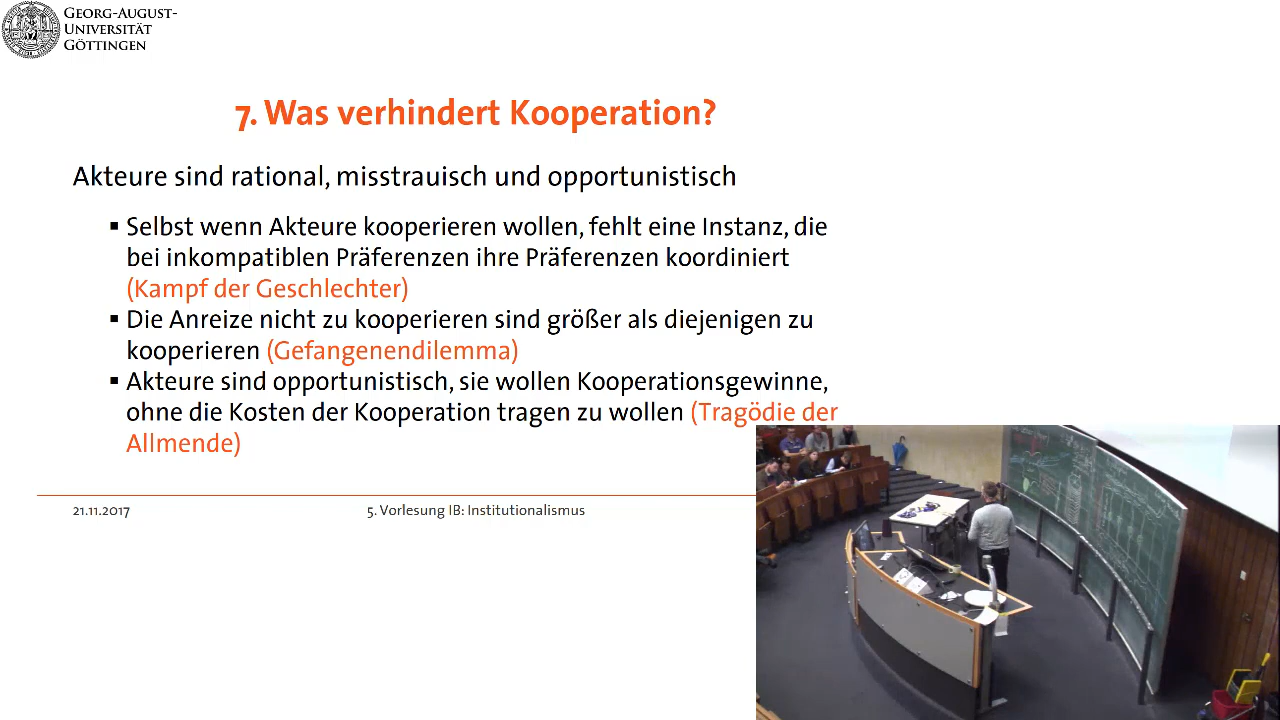 GEORG-AUGUST-
UNIVERSITÄT
GÖTTINGEN
7. Was verhindert Kooperation?
Akteure sind rational, misstrauisch und opportunistisch
▪ Selbst wenn Akteure kooperieren wollen, fehlt eine Instanz, die
bei inkompatiblen Präferenzen ihre Präferenzen koordiniert
(Kampf der Geschlechter)
▪ Die Anreize nicht zu kooperieren sind größer als diejenigen zu
kooperieren (Gefangenendilemma)
▪ Akteure sind opportunistisch, sie wollen Kooperationsgewinne,
ohne die Kosten der Kooperation tragen zu wollen (Tragödie der
Allmende)
21.11.2017
5. Vorlesung IB: Institutionalismus